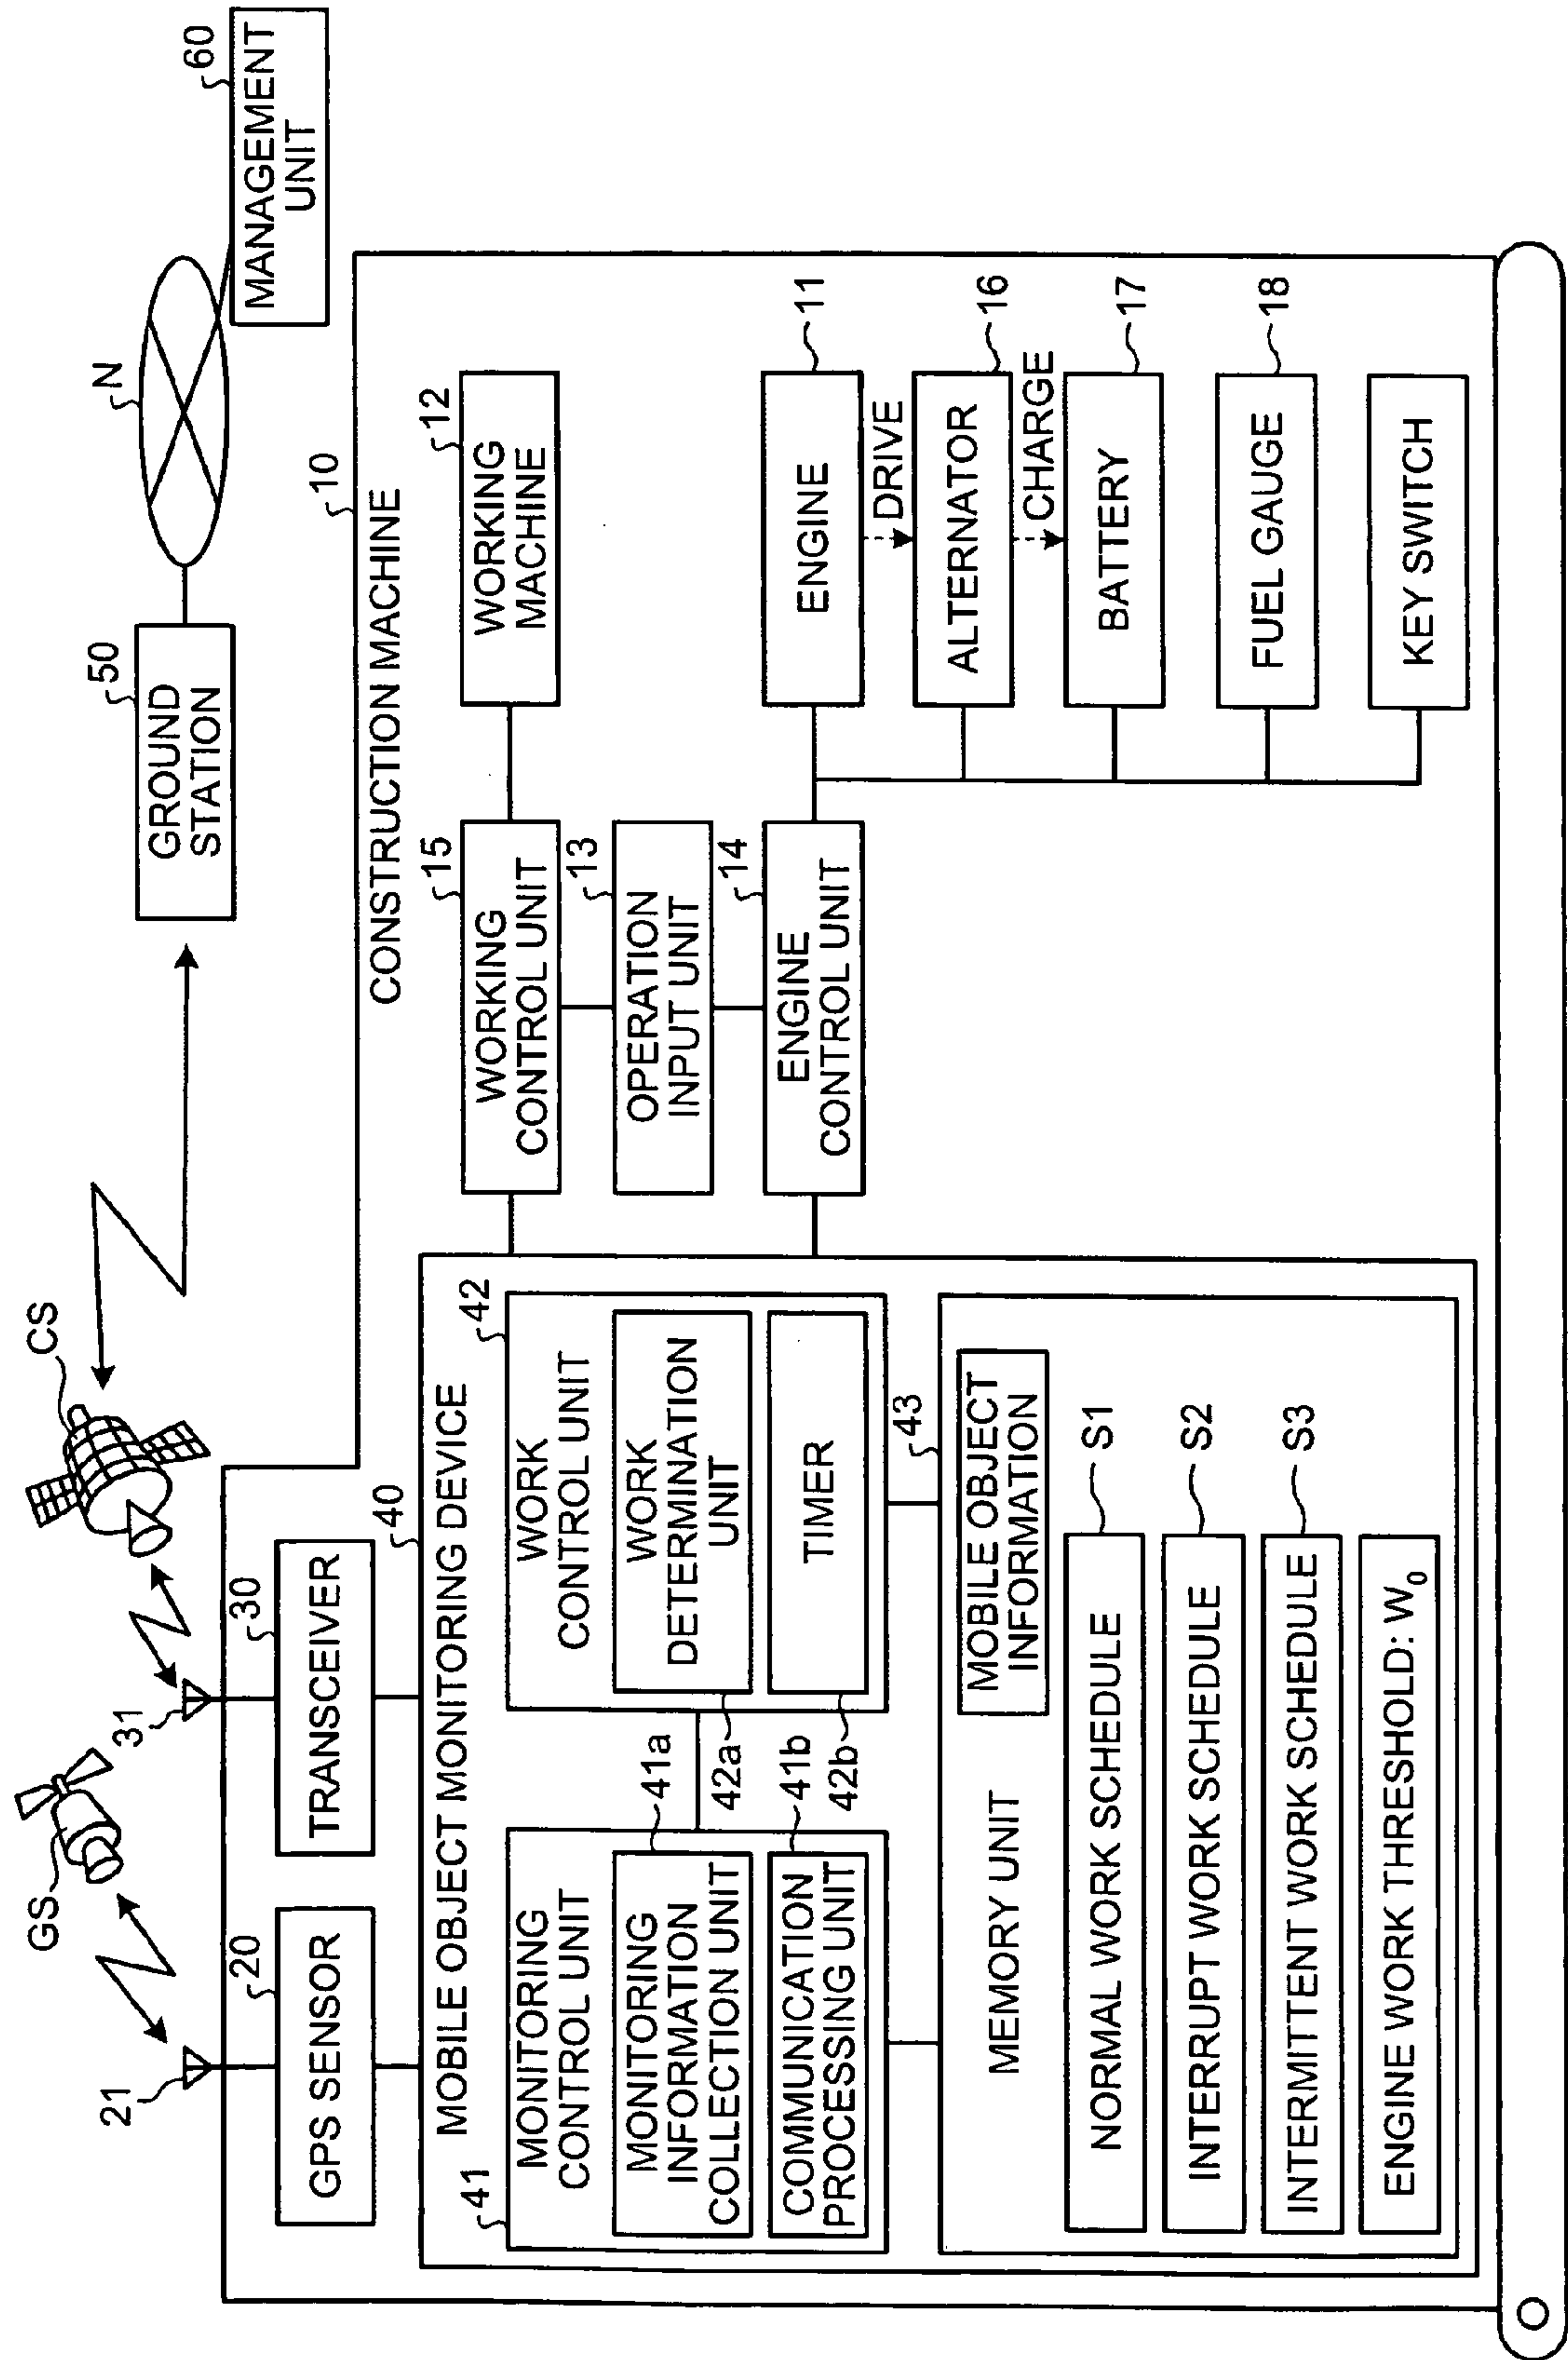 GS
CS
21
31
20
GPS SENSOR
30
TRANSCEIVER
50
GROUND
STATION
N
60
MANAGEMENT
UNIT
10
CONSTRUCTION MACHINE
40
MOBILE OBJECT MONITORING DEVICE
41
MONITORING
CONTROL UNIT
MONITORING
INFORMATION
COLLECTION UNIT
41a
COMMUNICATION
PROCESSING UNIT
41b
42
WORK
CONTROL UNIT
WORK
DETERMINATION
UNIT
42a
TIMER
42b
43
MEMORY UNIT
MOBILE OBJECT
INFORMATION
NORMAL WORK SCHEDULE
S1
INTERRUPT WORK SCHEDULE
S2
INTERMITTENT WORK SCHEDULE
S3
ENGINE WORK THRESHOLD: W₀
15
WORKING
CONTROL UNIT
13
OPERATION
INPUT UNIT
14
ENGINE
CONTROL UNIT
12
WORKING
MACHINE
ENGINE
11
DRIVE
ALTERNATOR
16
CHARGE
BATTERY
17
FUEL GAUGE
18
KEY SWITCH